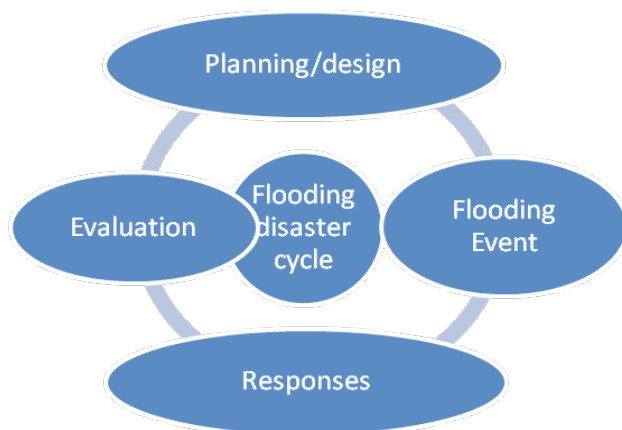 Planning/design
Evaluation
Flooding
disaster
cycle
Flooding
Event
Responses